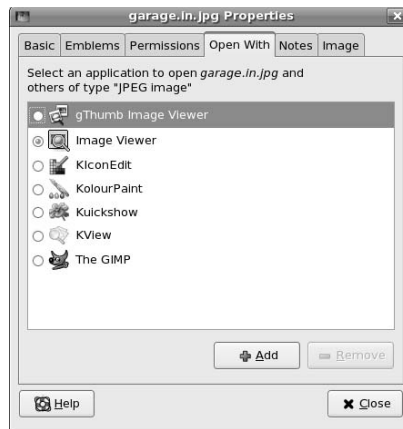 garage.in.jpg Properties
Basic Emblems Permissions Open With Notes Image
Select an application to open garage.in.jpg and
others of type "JPEG image"
gThumb Image Viewer
Image Viewer
KIconEdit
KolourPaint
Kuickshow
KView
The GIMP
Add Remove
Help Close